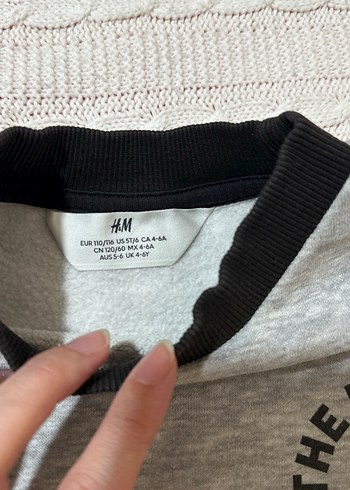 H&M
EUR 110/116 US 5T/6 CA 4-6A
CN 120/60 MX 4-6A
AUS 5-6 UK 4-6Y
THE